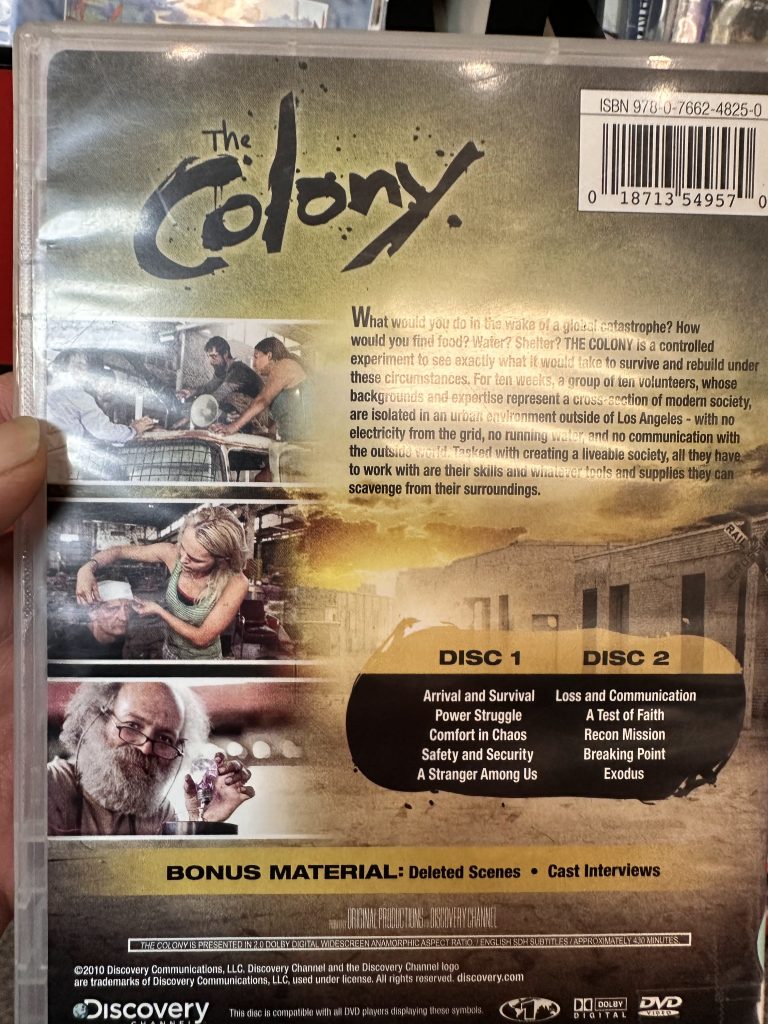 The
Colony
ISBN 978-0-7662-4825-0
0 18713 54957 0
What would you do in the wake of a global catastrophe? How
would you find food? Water? Shelter? THE COLONY is a controlled
experiment to see exactly what it would take to survive and rebuild under
these circumstances. For ten weeks, a group of ten volunteers, whose
backgrounds and expertise represent a cross-section of modern society,
are isolated in an urban environment outside of Los Angeles - with no
electricity from the grid, no running water, and no communication with
the outside world. Tasked with creating a liveable society, all they have
to work with are their skills and whatever tools and supplies they can
scavenge from their surroundings.
RAIL
DISC 1
Arrival and Survival
Power Struggle
Comfort in Chaos
Safety and Security
A Stranger Among Us
DISC 2
Loss and Communication
A Test of Faith
Recon Mission
Breaking Point
Exodus
BONUS MATERIAL: Deleted Scenes • Cast Interviews
ORIGINAL PRODUCTIONS DISCOVERY CHANNEL
THE COLONY IS PRESENTED IN 2.0 DOLBY DIGITAL WIDESCREEN ANAMORPHIC ASPECT RATIO. / ENGLISH SDH SUBTITLES / APPROXIMATELY 430 MINUTES.
©2010 Discovery Communications, LLC. Discovery Channel and the Discovery Channel logo
are trademarks of Discovery Communications, LLC, used under license. All rights reserved. discovery.com
Discovery
CHANNEL
This disc is compatible with all DVD players displaying these symbols.
1
DOLBY
DIGITAL
DVD
VIDEO